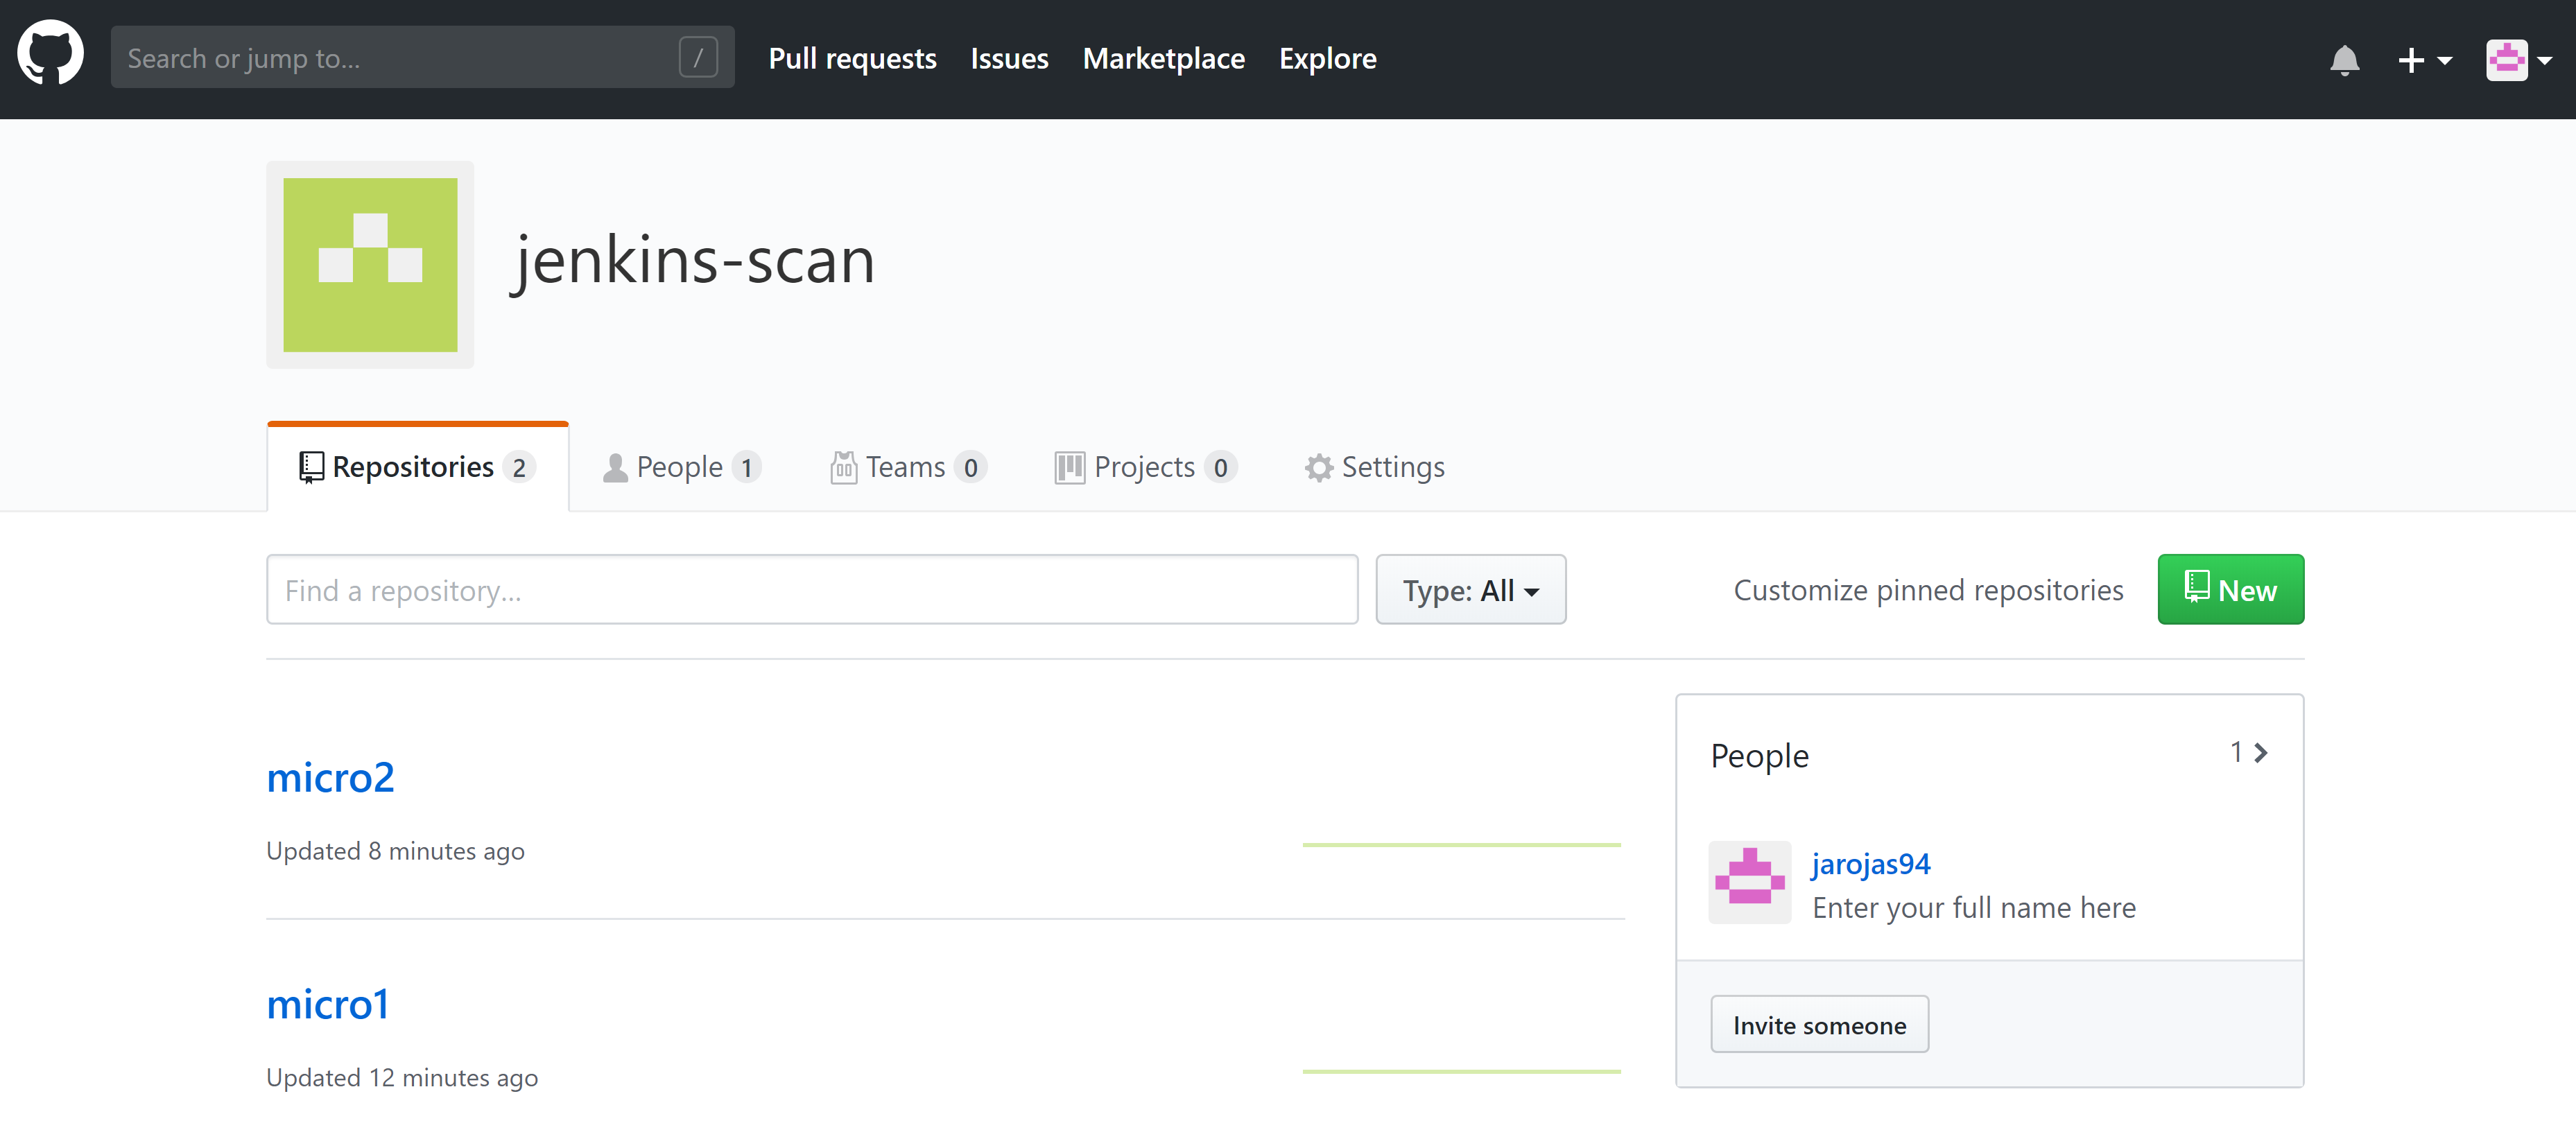 Search or jump to... /
Pull requests Issues Marketplace Explore
jenkins-scan
Repositories 2 People 1 Teams 0 Projects 0 Settings
Find a repository... Type: All Customize pinned repositories New
micro2
Updated 8 minutes ago
micro1
Updated 12 minutes ago
People 1
jarojas94
Enter your full name here
Invite someone